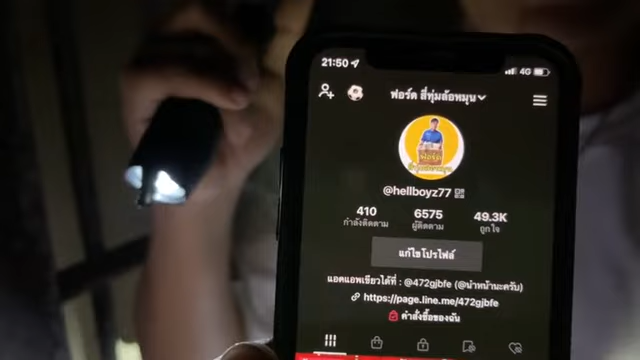 21:50
4G
ฟอร์ด สี่ทุ่มล้อหมุน
@hellboyz77
410
6575
49.3K
กำลังติดตาม
ผู้ติดตาม
ถูกใจ
แก้ไขโปรไฟล์
แอดแอพเขียวได้ที่ : @472gjbfe (@นำหน้านะครับ)
https://page.line.me/472gjbfe
คำสั่งซื้อของฉัน